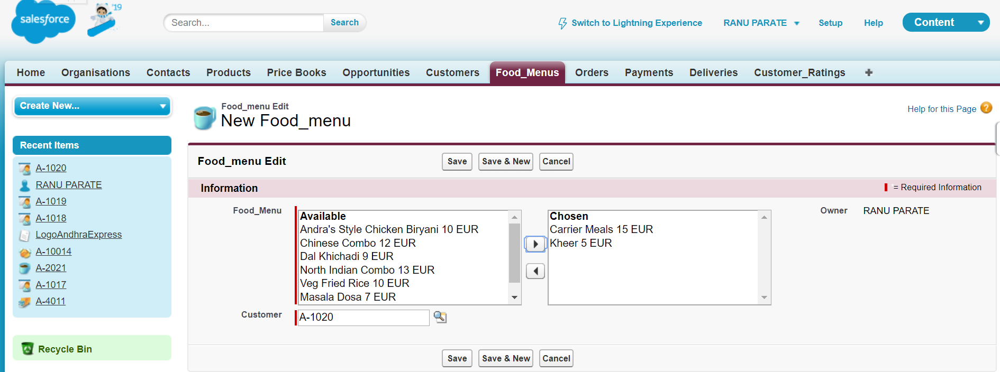 salesforce
'19
Search...
Search
Switch to Lightning Experience
RANU PARATE
Setup
Help
Content
Home
Organisations
Contacts
Products
Price Books
Opportunities
Customers
Food_Menus
Orders
Payments
Deliveries
Customer_Ratings
Create New...
Food_menu Edit
New Food_menu
Help for this Page
?
Recent Items
A-1020
RANU PARATE
A-1019
A-1018
LogoAndhraExpress
A-10014
A-2021
A-1017
A-4011
Recycle Bin
Food_menu Edit
Save
Save & New
Cancel
Information
= Required Information
Food_Menu
Available
Andra's Style Chicken Biryani 10 EUR
Chinese Combo 12 EUR
Dal Khichadi 9 EUR
North Indian Combo 13 EUR
Veg Fried Rice 10 EUR
Masala Dosa 7 EUR
Chosen
Carrier Meals 15 EUR
Kheer 5 EUR
Owner
RANU PARATE
Customer
A-1020
Save
Save & New
Cancel